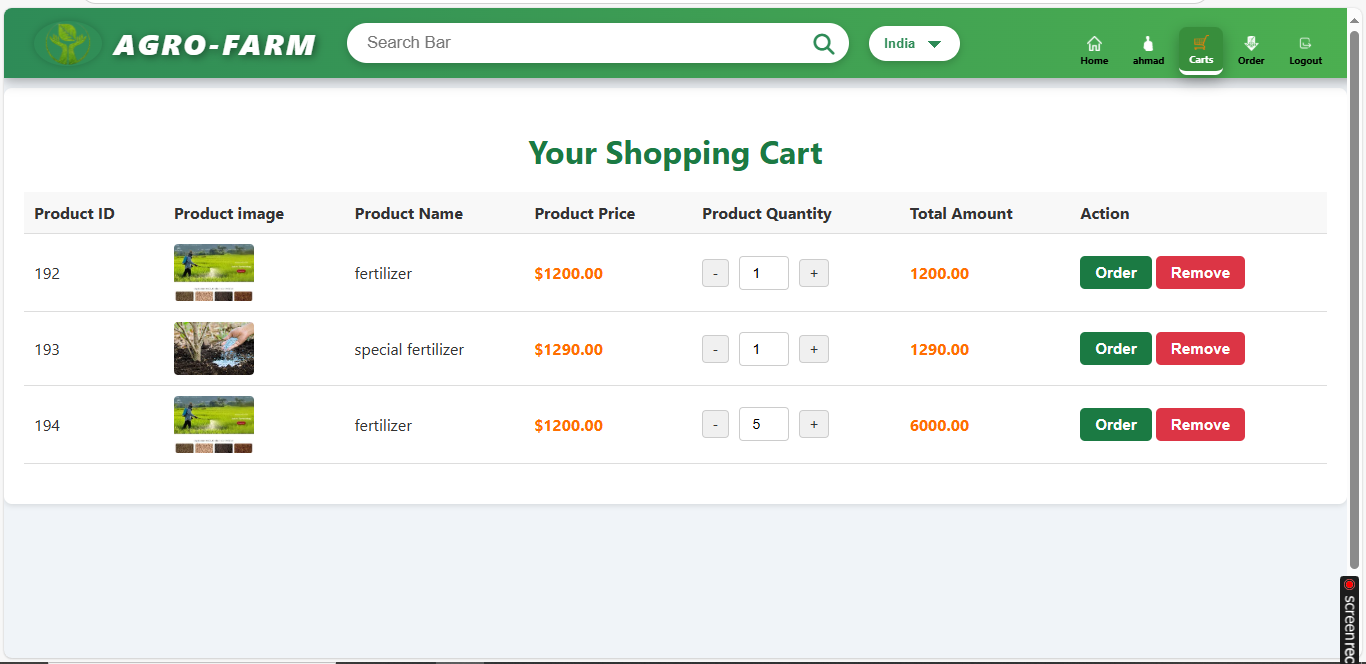 AGRO-FARM
Search Bar
India
Home
ahmad
Carts
Order
Logout
Your Shopping Cart
Product ID Product image Product Name Product Price Product Quantity Total Amount Action
192 fertilizer $1200.00 - 1 + 1200.00 Order Remove
193 special fertilizer $1290.00 - 1 + 1290.00 Order Remove
194 fertilizer $1200.00 - 5 + 6000.00 Order Remove
screenrec